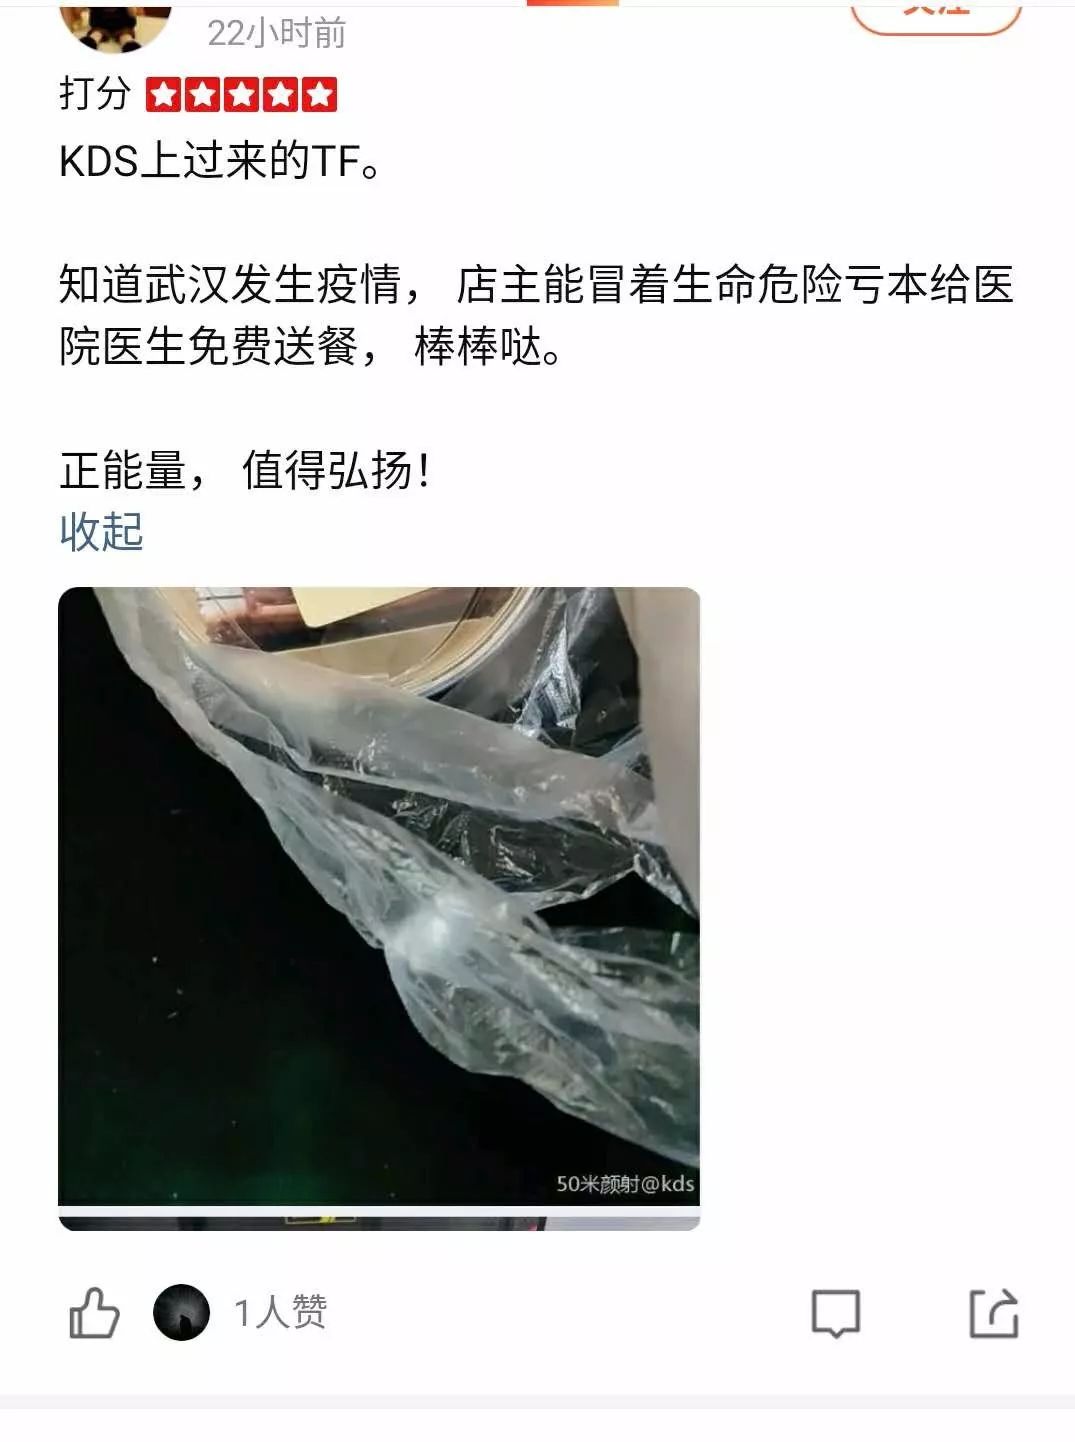 22小时前
打分
KDS上过来的TF。
知道武汉发生疫情， 店主能冒着生命危险亏本给医
院医生免费送餐， 棒棒哒。
正能量， 值得弘扬！
收起
50米颜射@kds
1人赞